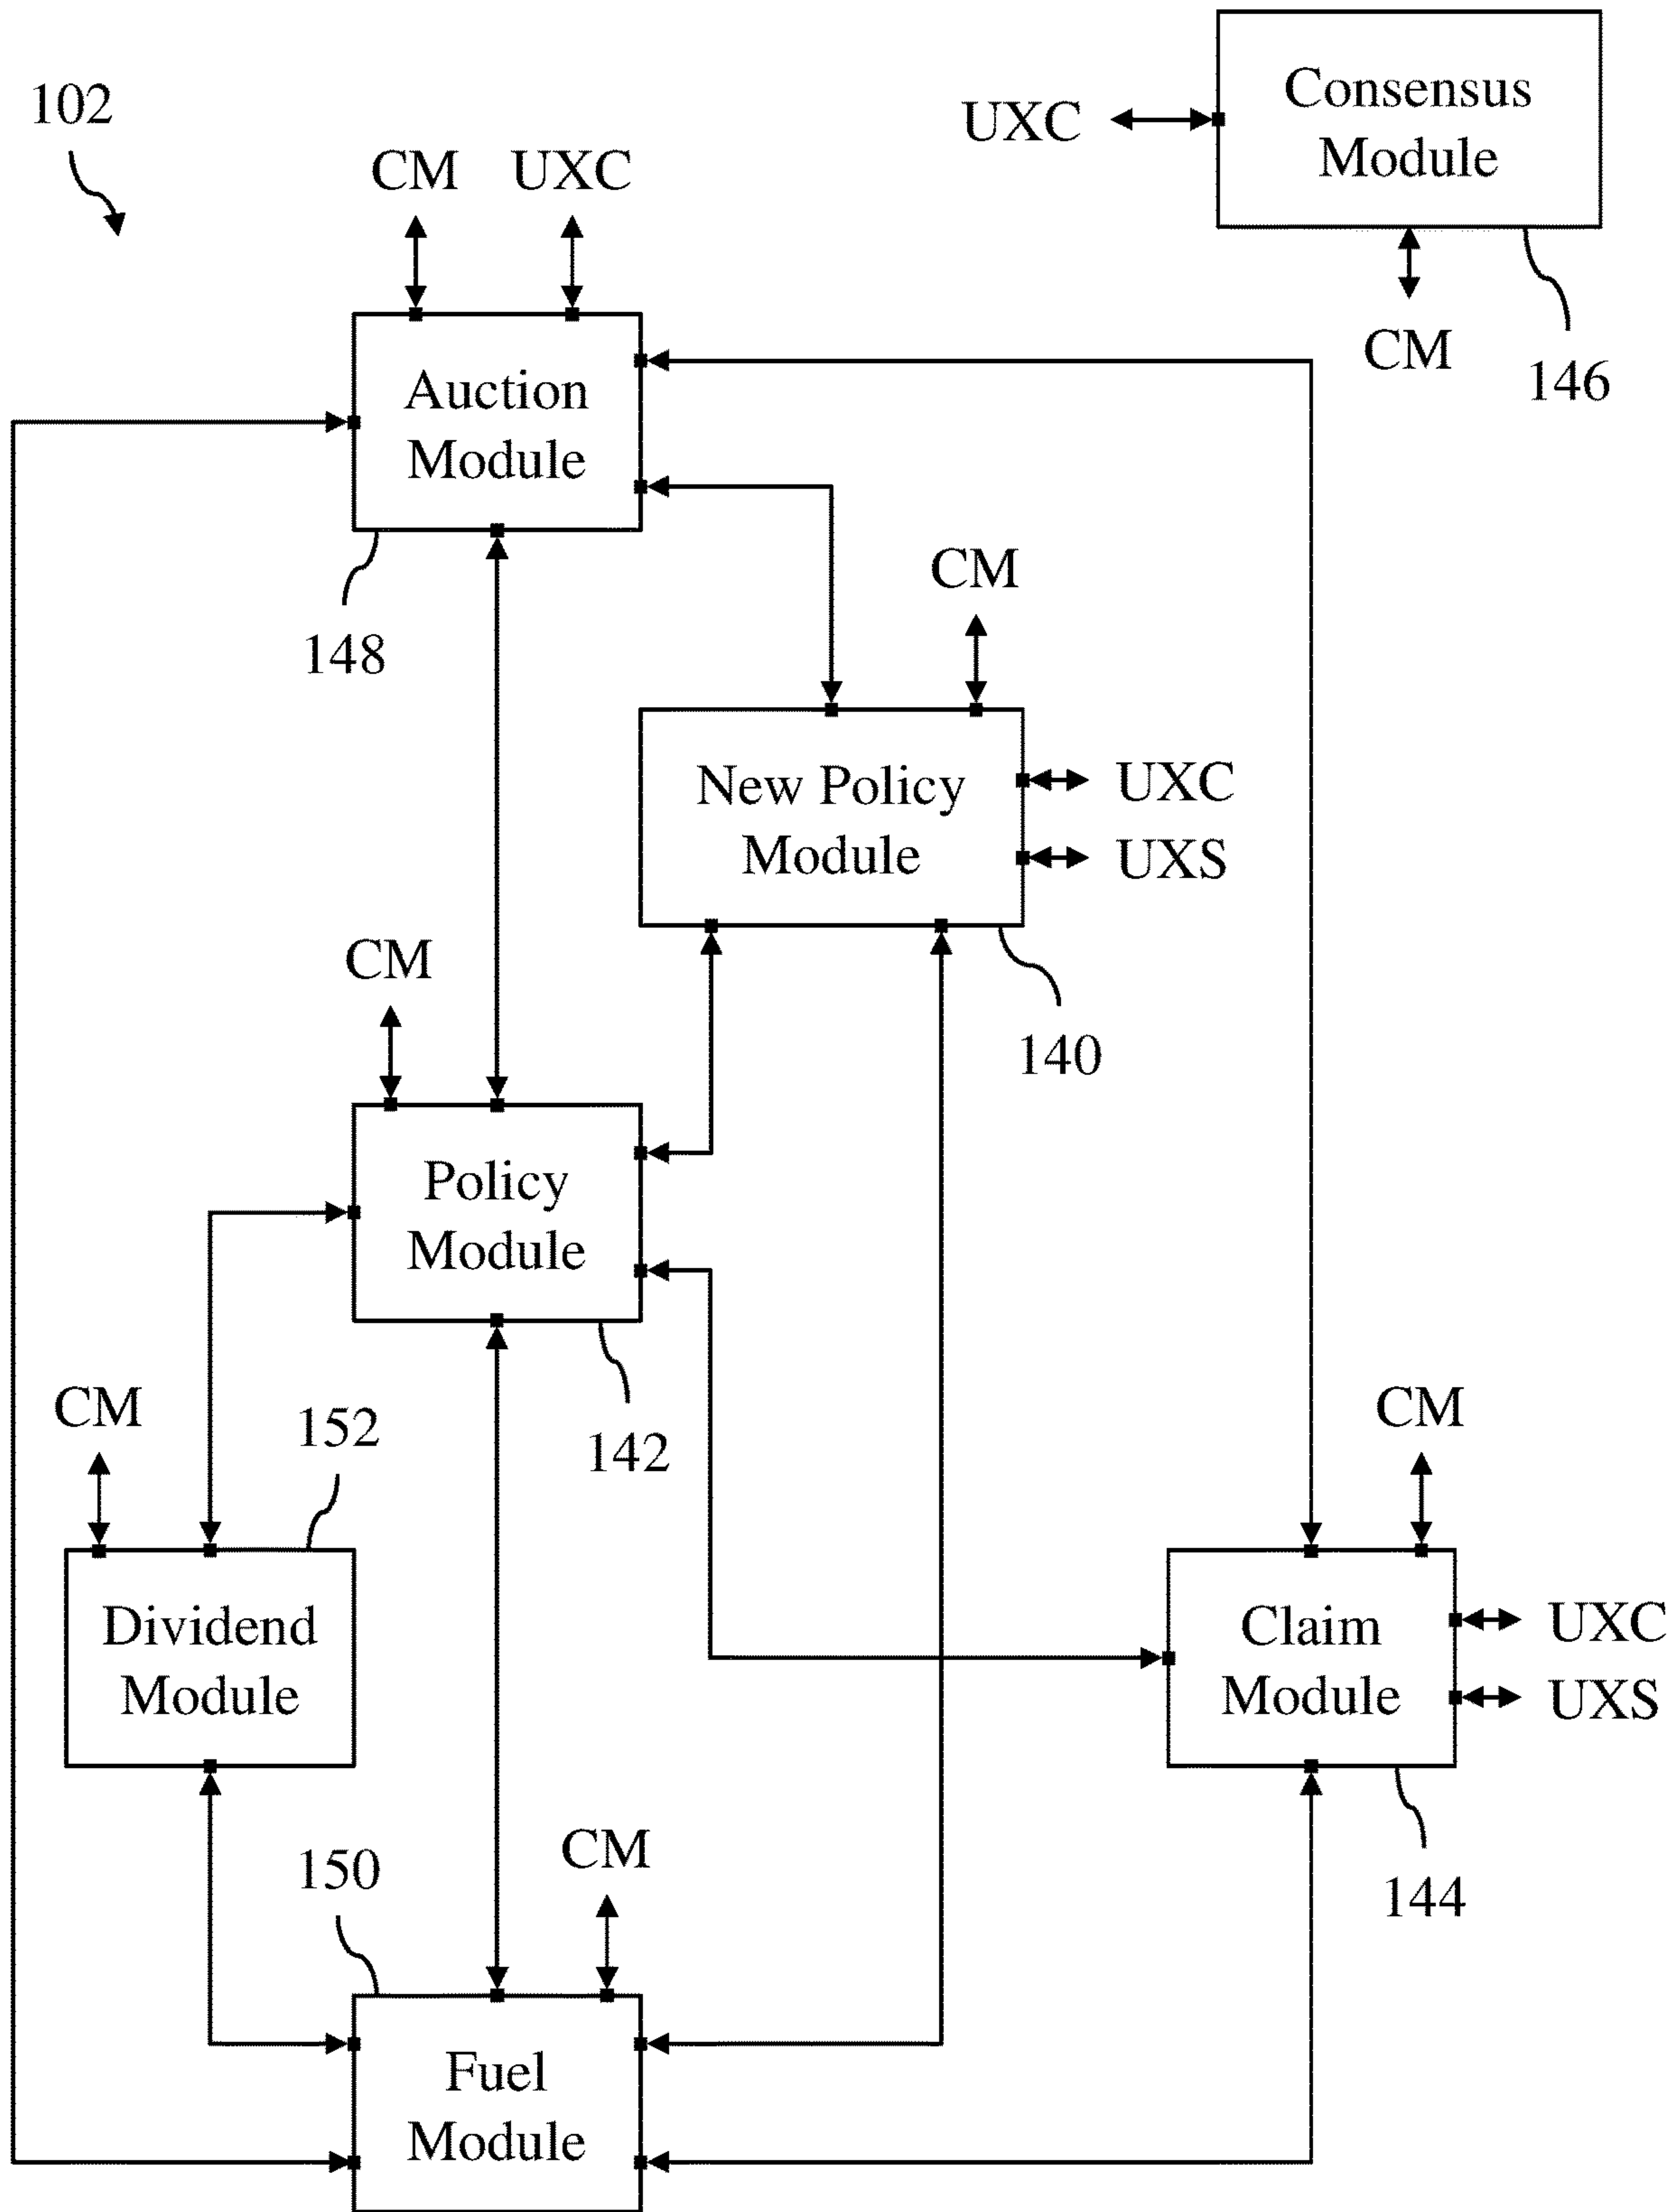 102
CM
UXC
UXC
Consensus
Module
CM
146
Auction
Module
148
CM
New Policy
Module
UXC
UXS
140
CM
Policy
Module
142
CM
152
Dividend
Module
CM
Claim
Module
UXC
UXS
144
150
CM
Fuel
Module